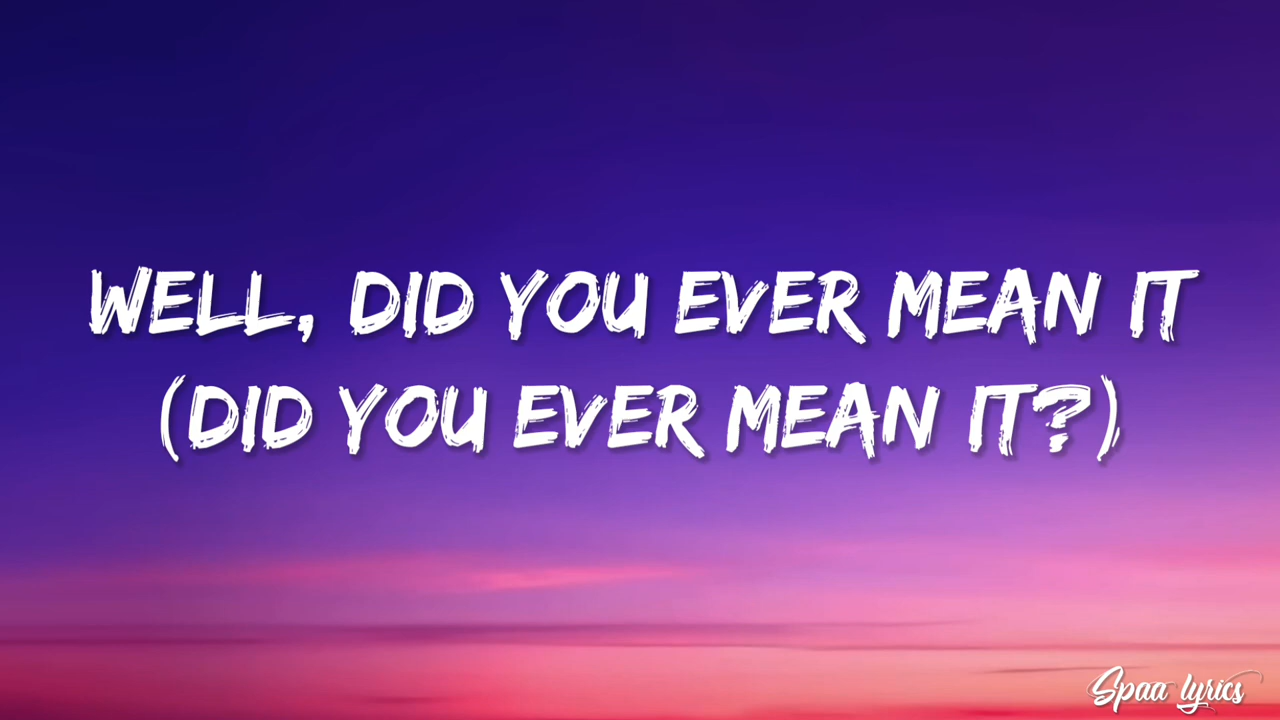 WELL, DID YOU EVER MEAN IT
(DID YOU EVER MEAN IT?)
Spaa lyrics